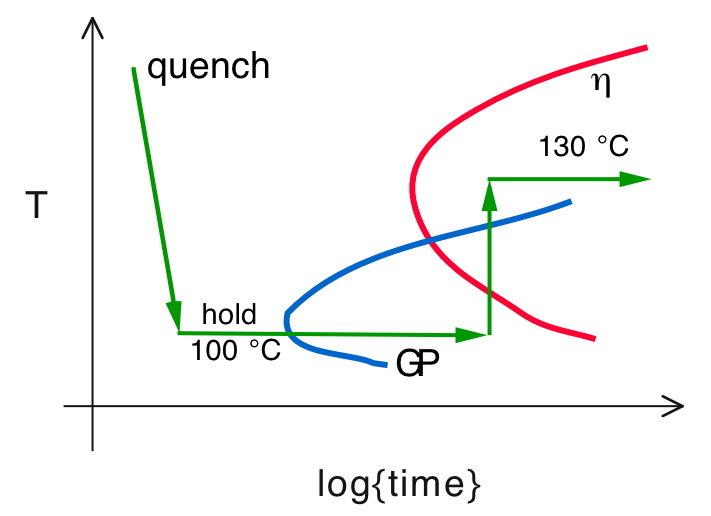 quench
η
130 °C
T
hold
100 °C
GP
log{time}